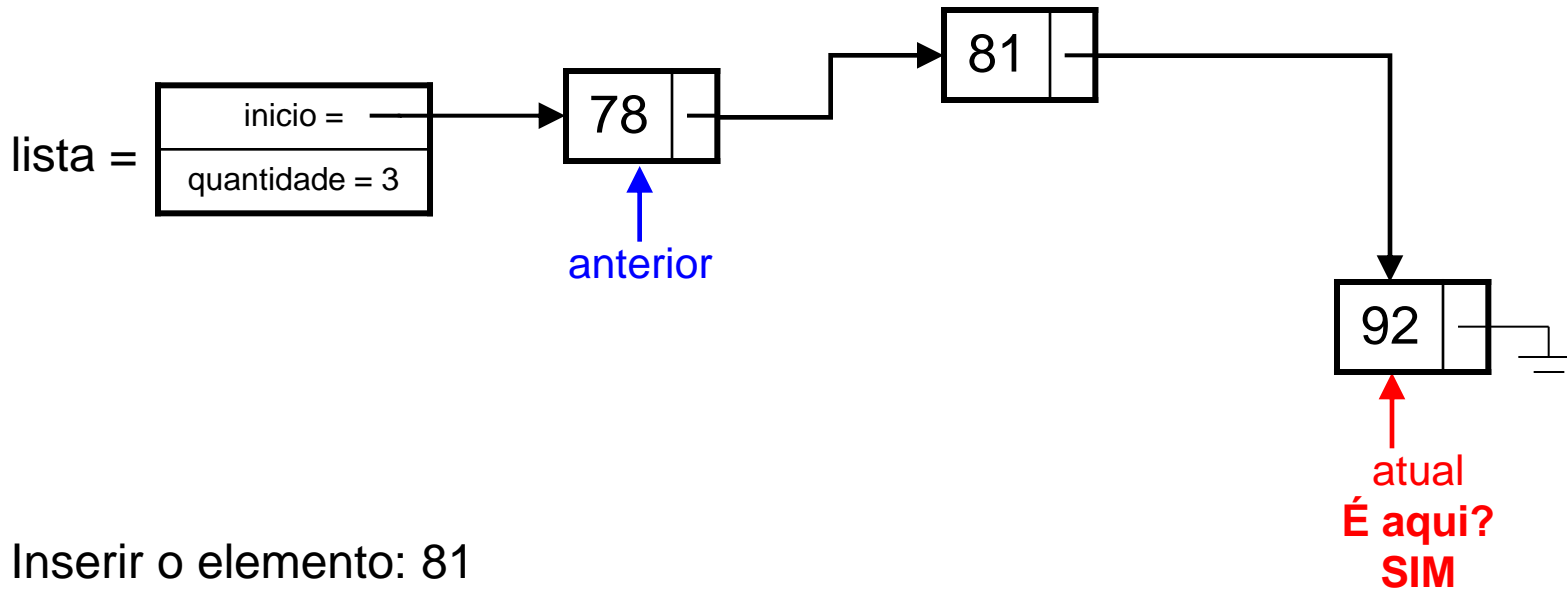 81
inicio =
78
lista =
quantidade = 3
anterior
92
atual
É aqui?
SIM
Inserir o elemento: 81